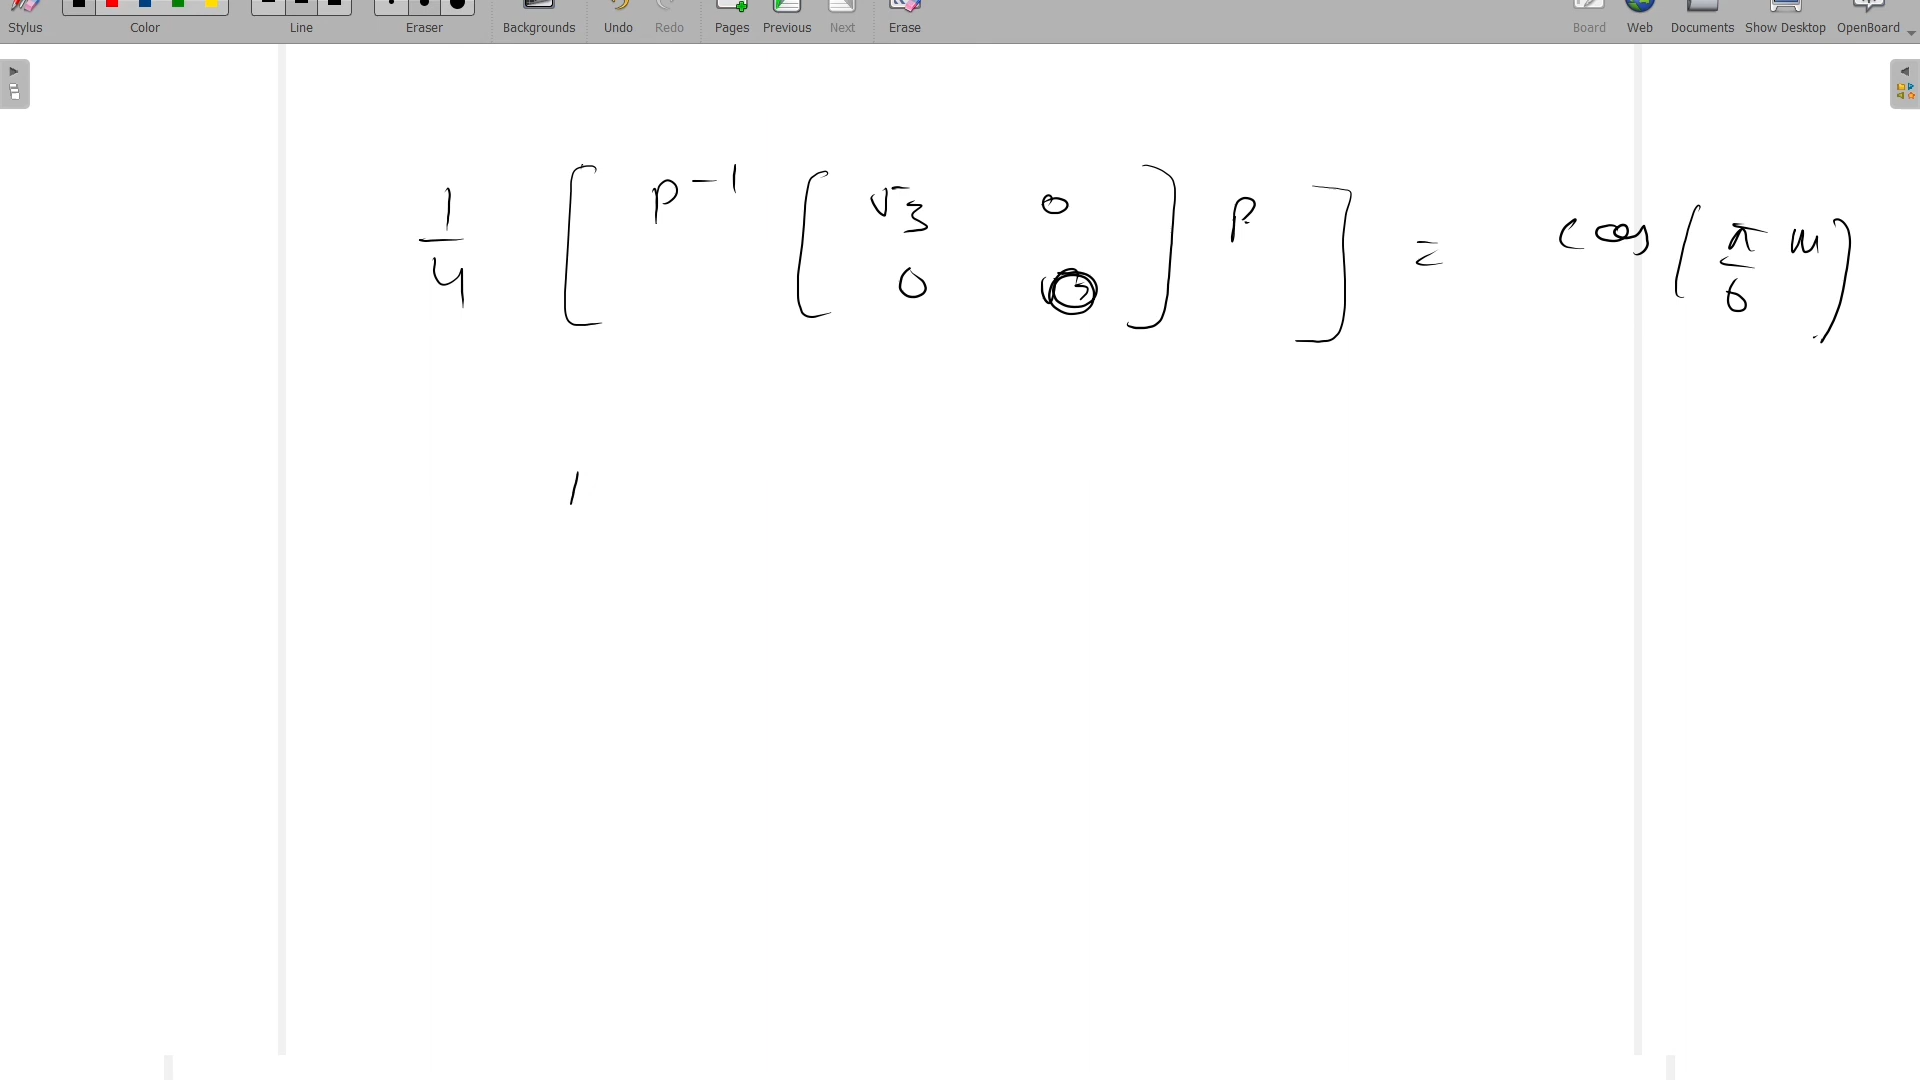 Stylus Color Line Eraser Backgrounds Undo Redo Pages Previous Next Erase Board Web Documents Show Desktop OpenBoard
1/4 [ P⁻¹ [ √3 0 ] P ] = cos ( π/6 m )
0
1